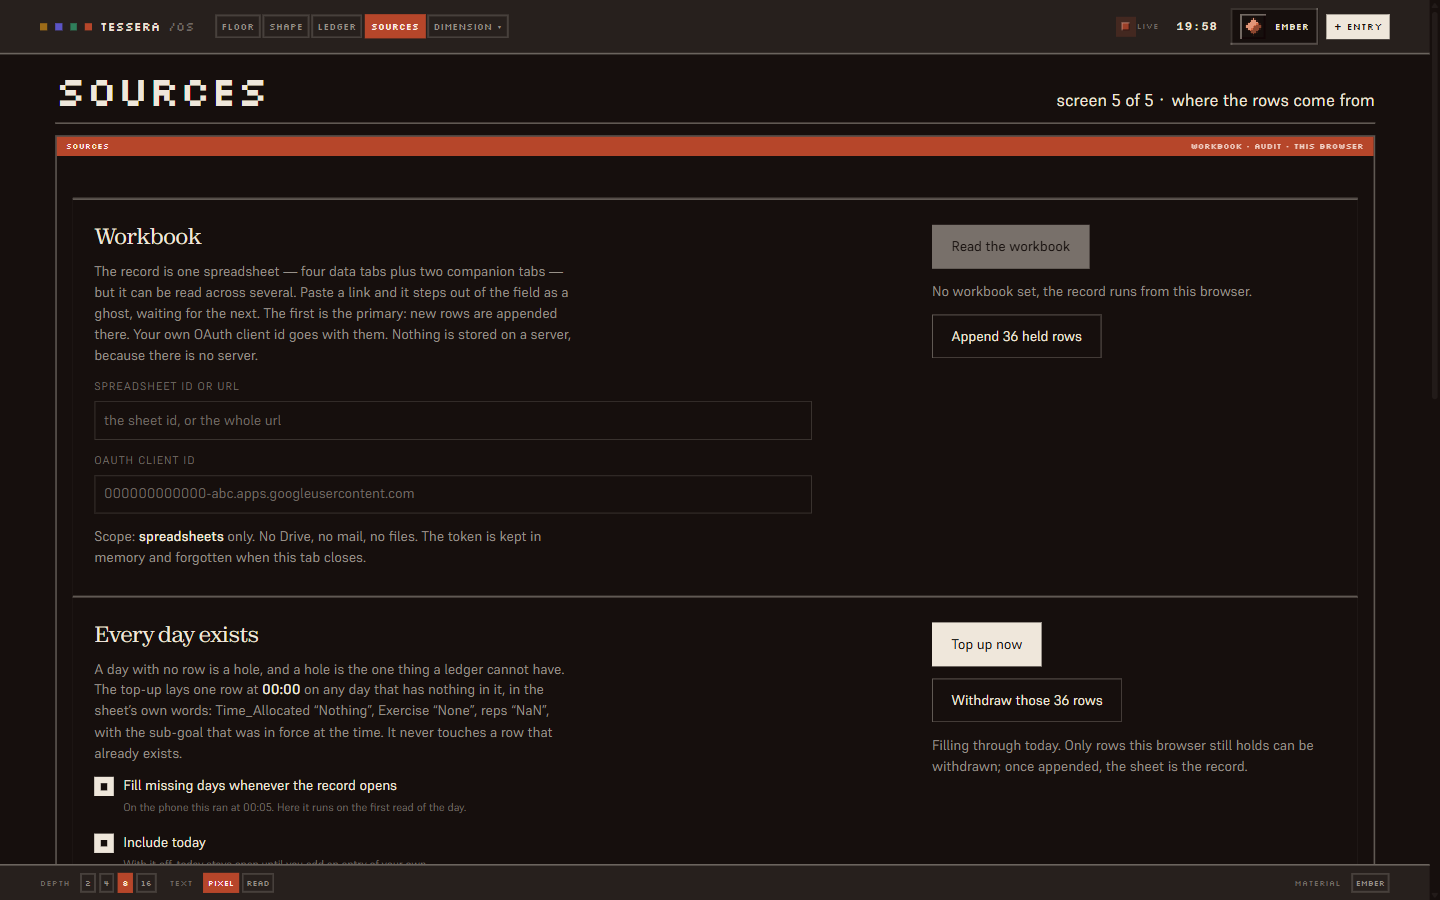 TESSERA /OS
FLOOR
SHAPE
LEDGER
SOURCES
DIMENSION ▾
LIVE
19:58
EMBER
+ ENTRY
SOURCES
screen 5 of 5 · where the rows come from
SOURCES
WORKBOOK · AUDIT · THIS BROWSER
Workbook
The record is one spreadsheet — four data tabs plus two companion tabs —
but it can be read across several. Paste a link and it steps out of the field as a
ghost, waiting for the next. The first is the primary: new rows are appended
there. Your own OAuth client id goes with them. Nothing is stored on a server,
because there is no server.
SPREADSHEET ID OR URL
the sheet id, or the whole url
OAUTH CLIENT ID
000000000000-abc.apps.googleusercontent.com
Scope: spreadsheets only. No Drive, no mail, no files. The token is kept in
memory and forgotten when this tab closes.
Read the workbook
No workbook set, the record runs from this browser.
Append 36 held rows
Every day exists
A day with no row is a hole, and a hole is the one thing a ledger cannot have.
The top-up lays one row at 00:00 on any day that has nothing in it, in the
sheet’s own words: Time_Allocated “Nothing”, Exercise “None”, reps “NaN”,
with the sub-goal that was in force at the time. It never touches a row that
already exists.
Fill missing days whenever the record opens
On the phone this ran at 00:05. Here it runs on the first read of the day.
Include today
With it off, today stays open until you add an entry of your own.
Top up now
Withdraw those 36 rows
Filling through today. Only rows this browser still holds can be
withdrawn; once appended, the sheet is the record.
DEPTH
2
4
8
16
TEXT
PIXEL
READ
MATERIAL
EMBER